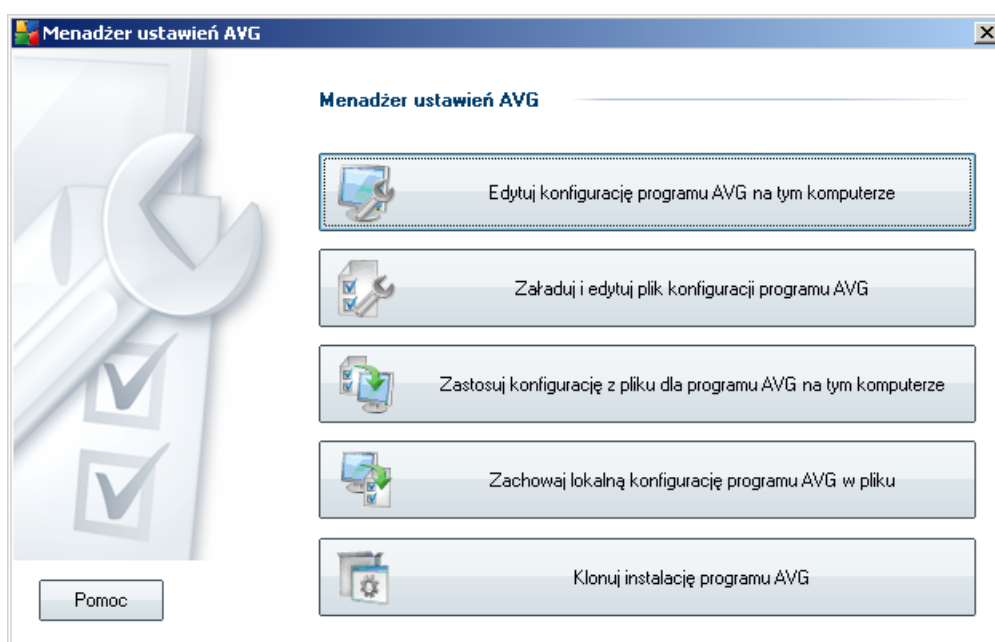 Menadżer ustawień AVG
Menadżer ustawień AVG
Edytuj konfigurację programu AVG na tym komputerze
Załaduj i edytuj plik konfiguracji programu AVG
Zastosuj konfigurację z pliku dla programu AVG na tym komputerze
Zachowaj lokalną konfigurację programu AVG w pliku
Klonuj instalację programu AVG
Pomoc